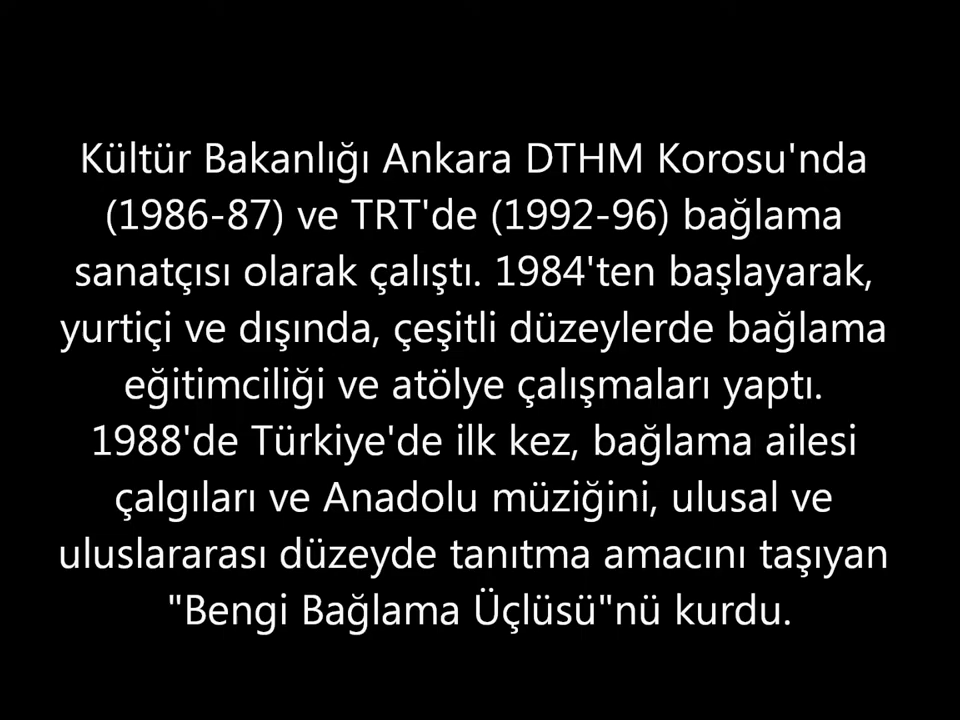 Kültür Bakanlığı Ankara DTHM Korosu'nda
(1986-87) ve TRT'de (1992-96) bağlama
sanatçısı olarak çalıştı. 1984'ten başlayarak,
yurtiçi ve dışında, çeşitli düzeylerde bağlama
eğitimciliği ve atölye çalışmaları yaptı.
1988'de Türkiye'de ilk kez, bağlama ailesi
çalgıları ve Anadolu müziğini, ulusal ve
uluslararası düzeyde tanıtma amacını taşıyan
"Bengi Bağlama Üçlüsü"nü kurdu.